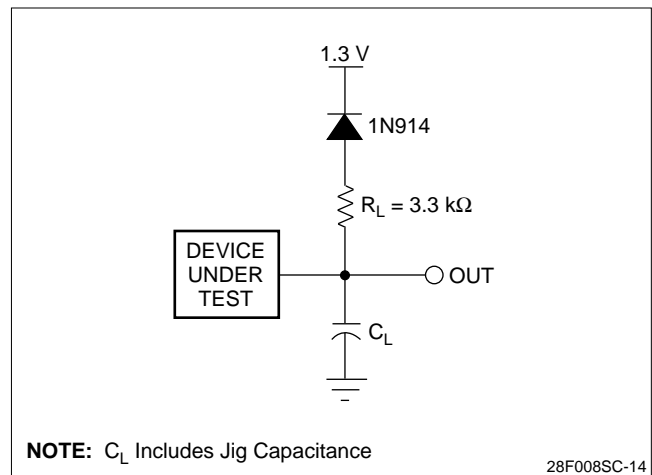 1.3 V
1N914
R_L = 3.3 kΩ
DEVICE
UNDER
TEST
OUT
C_L
NOTE: C_L Includes Jig Capacitance
28F008SC-14